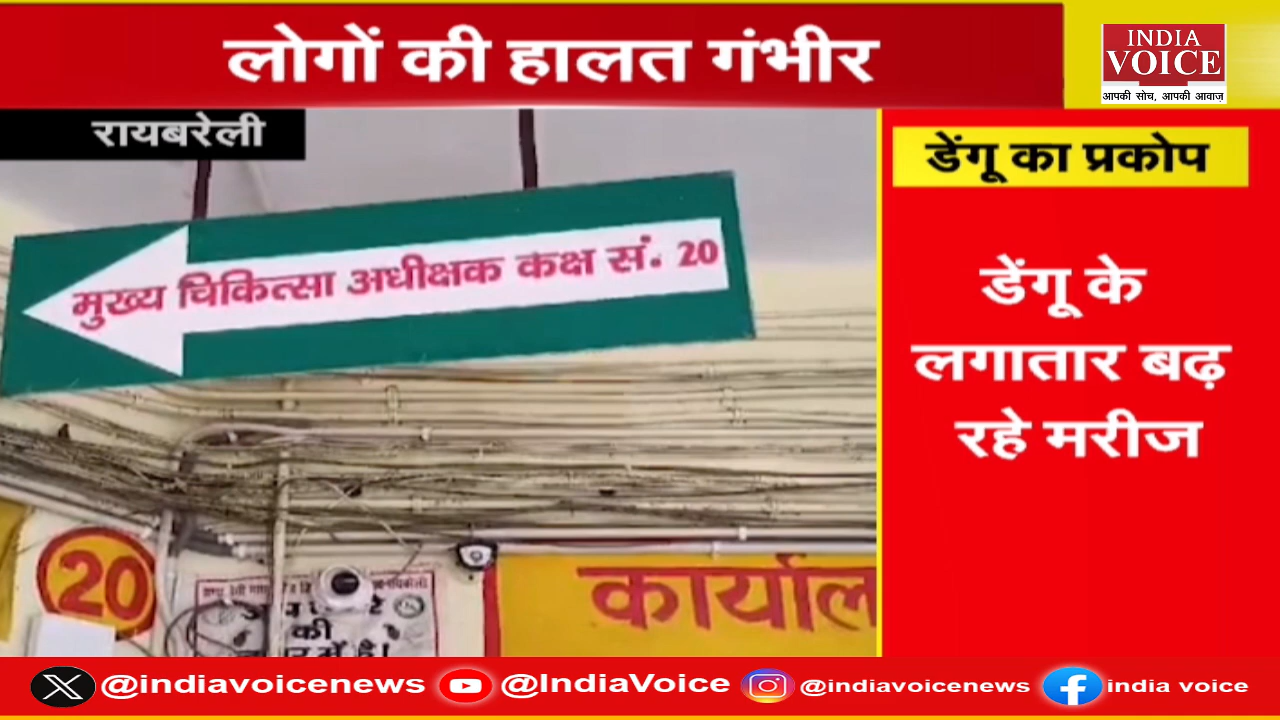 लोगों की हालत गंभीर
INDIA
VOICE
आपकी सोच, आपकी आवाज़
रायबरेली
डेंगू का प्रकोप
मुख्य चिकित्सा अधीक्षक कक्ष सं. 20
डेंगू के
लगातार बढ़
रहे मरीज
20
की
कार्याल
@indiavoicenews
@IndiaVoice
@indiavoicenews
india voice